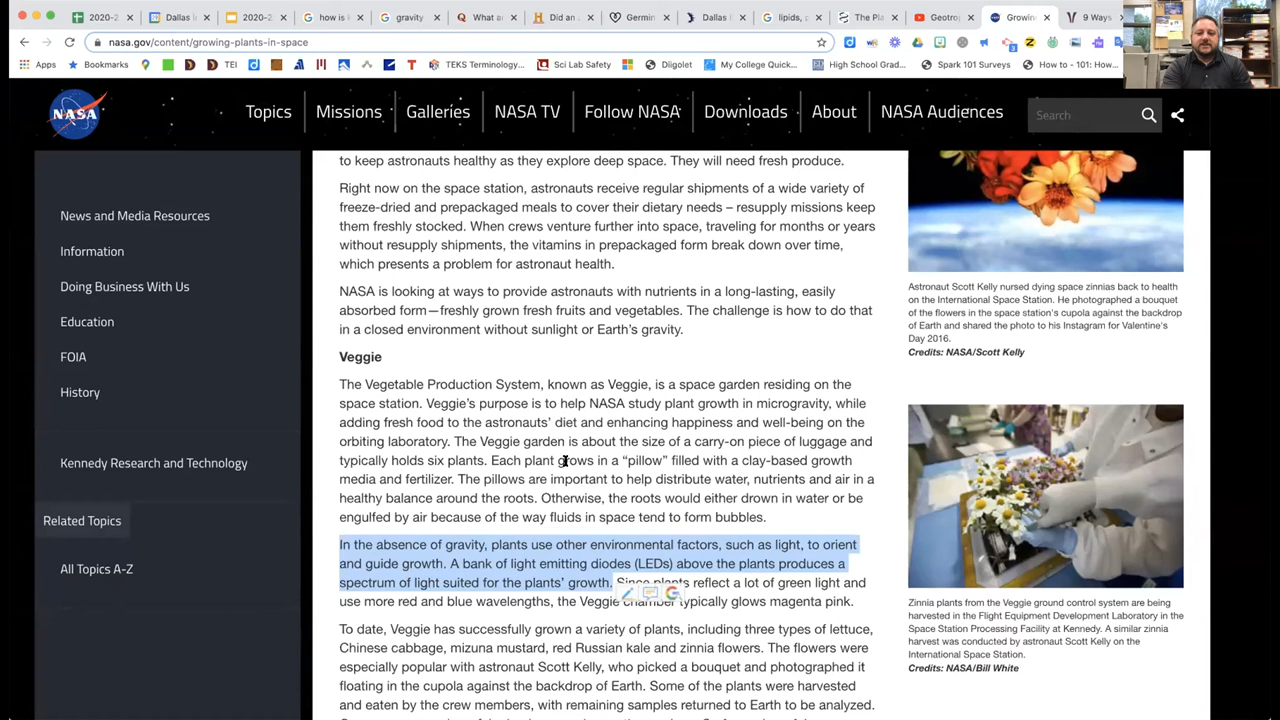 2020-2
Dallas I
2020-2
how is
gravity
What a
Did an
Germin
Dallas I
lipids,
The Pla
Geotrop
Growin
9 Ways
nasa.gov/content/growing-plants-in-space
Apps
Bookmarks
TEI
TEKS Terminology...
Sci Lab Safety
Diigolet
My College Quick...
High School Grad...
Spark 101 Surveys
How to - 101: How...
NASA
Topics
Missions
Galleries
NASA TV
Follow NASA
Downloads
About
NASA Audiences
Search
News and Media Resources
Information
Doing Business With Us
Education
FOIA
History
Kennedy Research and Technology
Related Topics
All Topics A-Z
to keep astronauts healthy as they explore deep space. They will need fresh produce.
Right now on the space station, astronauts receive regular shipments of a wide variety of
freeze-dried and prepackaged meals to cover their dietary needs – resupply missions keep
them freshly stocked. When crews venture further into space, traveling for months or years
without resupply shipments, the vitamins in prepackaged form break down over time,
which presents a problem for astronaut health.
NASA is looking at ways to provide astronauts with nutrients in a long-lasting, easily
absorbed form—freshly grown fresh fruits and vegetables. The challenge is how to do that
in a closed environment without sunlight or Earth's gravity.
Veggie
The Vegetable Production System, known as Veggie, is a space garden residing on the
space station. Veggie's purpose is to help NASA study plant growth in microgravity, while
adding fresh food to the astronauts' diet and enhancing happiness and well-being on the
orbiting laboratory. The Veggie garden is about the size of a carry-on piece of luggage and
typically holds six plants. Each plant grows in a “pillow” filled with a clay-based growth
media and fertilizer. The pillows are important to help distribute water, nutrients and air in a
healthy balance around the roots. Otherwise, the roots would either drown in water or be
engulfed by air because of the way fluids in space tend to form bubbles.
In the absence of gravity, plants use other environmental factors, such as light, to orient
and guide growth. A bank of light emitting diodes (LEDs) above the plants produces a
spectrum of light suited for the plants' growth. Since plants reflect a lot of green light and
use more red and blue wavelengths, the Veggie chamber typically glows magenta pink.
To date, Veggie has successfully grown a variety of plants, including three types of lettuce,
Chinese cabbage, mizuna mustard, red Russian kale and zinnia flowers. The flowers were
especially popular with astronaut Scott Kelly, who picked a bouquet and photographed it
floating in the cupola against the backdrop of Earth. Some of the plants were harvested
and eaten by the crew members, with remaining samples returned to Earth to be analyzed.
Astronaut Scott Kelly nursed dying space zinnias back to health
on the International Space Station. He photographed a bouquet
of the flowers in the space station's cupola against the backdrop
of Earth and shared the photo to his Instagram for Valentine's
Day 2016.
Credits: NASA/Scott Kelly
Zinnia plants from the Veggie ground control system are being
harvested in the Flight Equipment Development Laboratory in the
Space Station Processing Facility at Kennedy. A similar zinnia
harvest was conducted by astronaut Scott Kelly on the
International Space Station.
Credits: NASA/Bill White